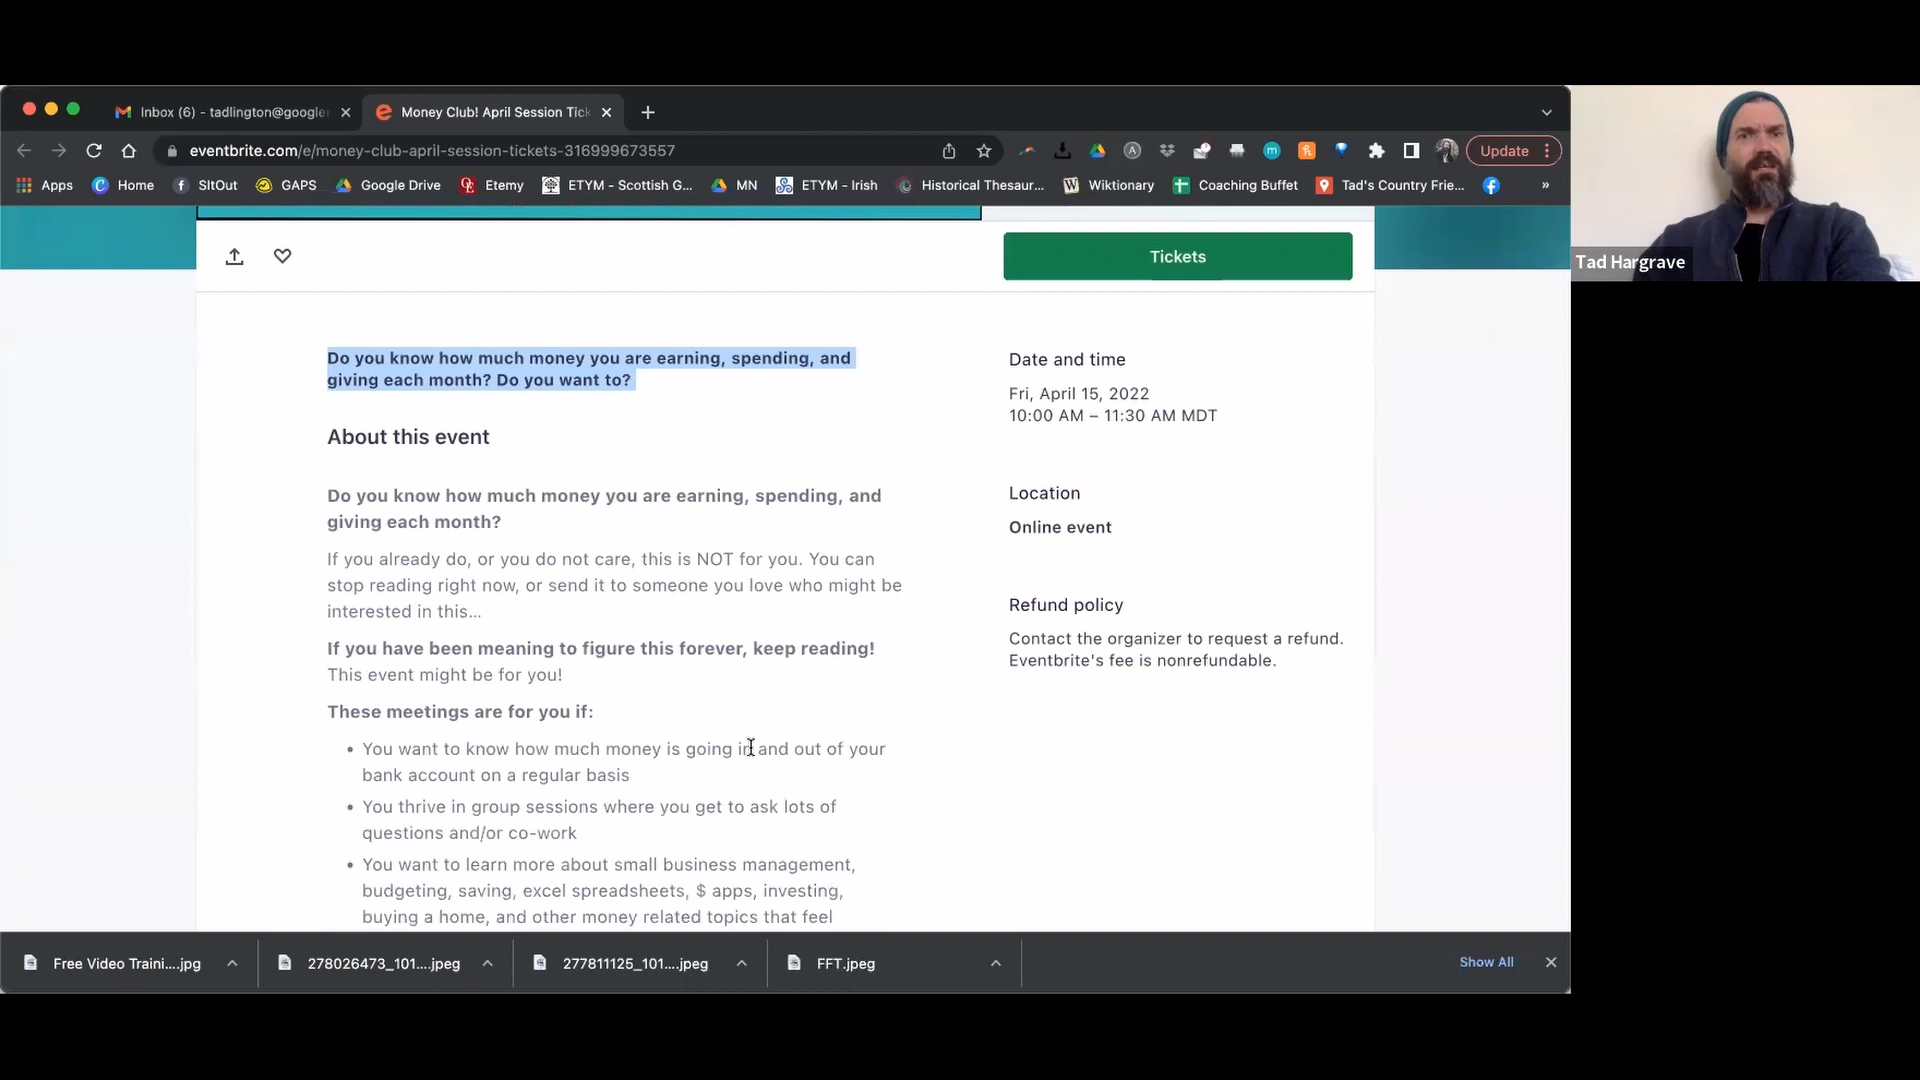 Inbox (6) - tadlington@google
Money Club! April Session Tick
eventbrite.com/e/money-club-april-session-tickets-316999673557
Update
Apps
Home
SltOut
GAPS
Google Drive
Etemy
ETYM - Scottish G...
MN
ETYM - Irish
Historical Thesaur...
Wiktionary
Coaching Buffet
Tad's Country Frie...
»
Tad Hargrave
Tickets
Do you know how much money you are earning, spending, and
giving each month? Do you want to?
About this event
Do you know how much money you are earning, spending, and
giving each month?
If you already do, or you do not care, this is NOT for you. You can
stop reading right now, or send it to someone you love who might be
interested in this...
If you have been meaning to figure this forever, keep reading!
This event might be for you!
These meetings are for you if:
• You want to know how much money is going in and out of your
bank account on a regular basis
• You thrive in group sessions where you get to ask lots of
questions and/or co-work
• You want to learn more about small business management,
budgeting, saving, excel spreadsheets, $ apps, investing,
buying a home, and other money related topics that feel
Date and time
Fri, April 15, 2022
10:00 AM – 11:30 AM MDT
Location
Online event
Refund policy
Contact the organizer to request a refund.
Eventbrite's fee is nonrefundable.
Free Video Traini....jpg
278026473_101....jpeg
277811125_101....jpeg
FFT.jpeg
Show All